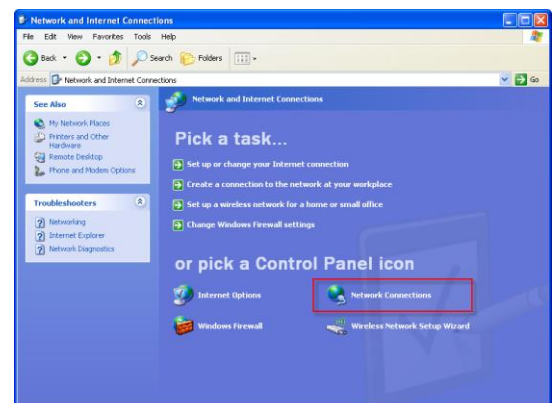 Network and Internet Connections
File Edit View Favorites Tools Help
Back Search Folders
Address Network and Internet Connections Go
See Also
My Network Places
Printers and Other
Hardware
Remote Desktop
Phone and Modem Options
Troubleshooters
Networking
Internet Explorer
Network Diagnostics
Network and Internet Connections
Pick a task...
Set up or change your Internet connection
Create a connection to the network at your workplace
Set up a wireless network for a home or small office
Change Windows Firewall settings
or pick a Control Panel icon
Internet Options Network Connections
Windows Firewall Wireless Network Setup Wizard